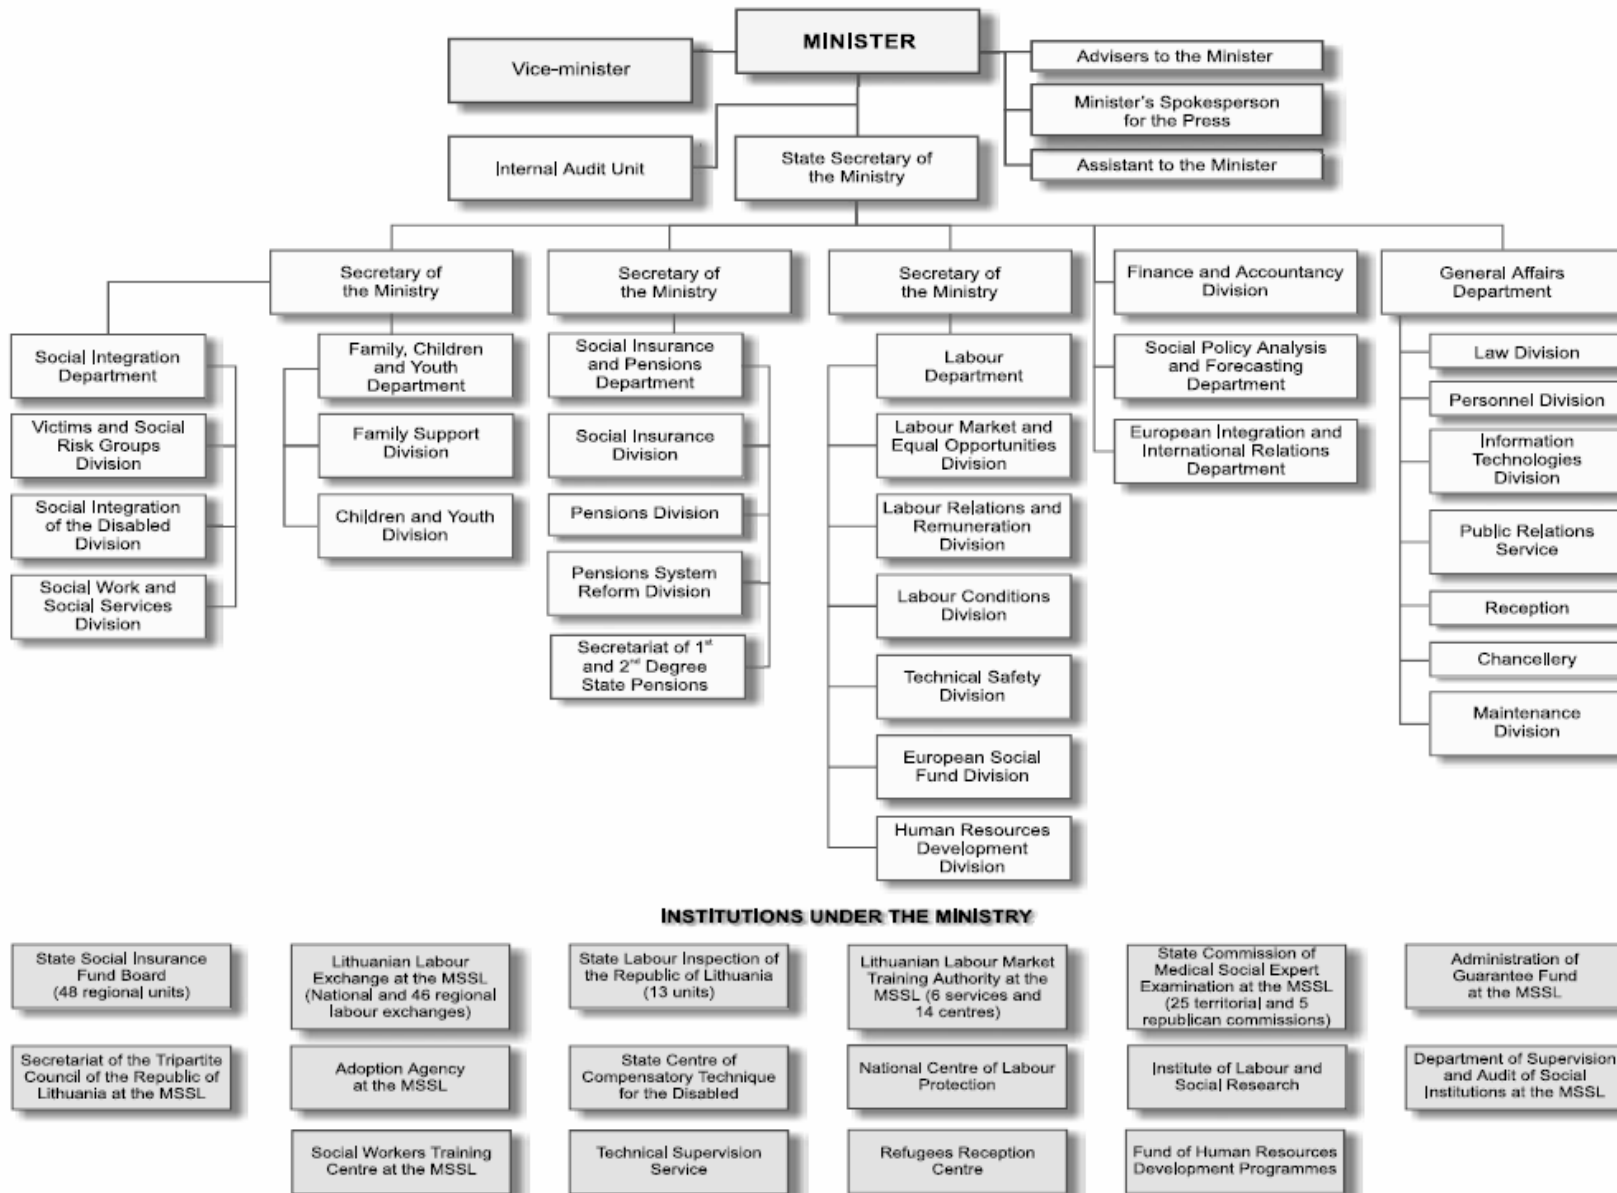 MINISTER
Vice-minister
Advisers to the Minister
Minister's Spokesperson
for the Press
Assistant to the Minister
Internal Audit Unit
State Secretary of
the Ministry
Secretary of
the Ministry
Secretary of
the Ministry
Secretary of
the Ministry
Finance and Accountancy
Division
General Affairs
Department
Social Integration
Department
Victims and Social
Risk Groups
Division
Social Integration
of the Disabled
Division
Social Work and
Social Services
Division
Family, Children
and Youth
Department
Family Support
Division
Children and Youth
Division
Social Insurance
and Pensions
Department
Social Insurance
Division
Pensions Division
Pensions System
Reform Division
Secretariat of 1st
and 2nd Degree
State Pensions
Labour
Department
Labour Market and
Equal Opportunities
Division
Labour Relations and
Remuneration
Division
Labour Conditions
Division
Technical Safety
Division
European Social
Fund Division
Human Resources
Development
Division
Social Policy Analysis
and Forecasting
Department
European Integration and
International Relations
Department
Law Division
Personnel Division
Information
Technologies
Division
Public Relations
Service
Reception
Chancellery
Maintenance
Division
INSTITUTIONS UNDER THE MINISTRY
State Social Insurance
Fund Board
(48 regional units)
Lithuanian Labour
Exchange at the MSSL
(National and 46 regional
labour exchanges)
State Labour Inspection of
the Republic of Lithuania
(13 units)
Lithuanian Labour Market
Training Authority at the
MSSL (6 services and
14 centres)
State Commission of
Medical Social Expert
Examination at the MSSL
(25 territorial and 5
republican commissions)
Administration of
Guarantee Fund
at the MSSL
Secretariat of the Tripartite
Council of the Republic of
Lithuania at the MSSL
Adoption Agency
at the MSSL
State Centre of
Compensatory Technique
for the Disabled
National Centre of Labour
Protection
Institute of Labour and
Social Research
Department of Supervision
and Audit of Social
Institutions at the MSSL
Social Workers Training
Centre at the MSSL
Technical Supervision
Service
Refugees Reception
Centre
Fund of Human Resources
Development Programmes